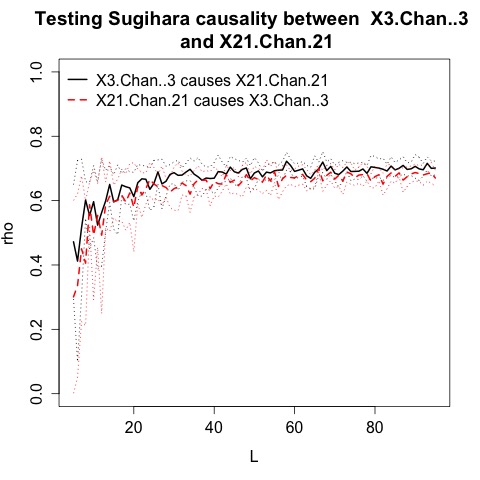 Testing Sugihara causality between  X3.Chan..3
and X21.Chan.21
X3.Chan..3 causes X21.Chan.21
X21.Chan.21 causes X3.Chan..3
rho
1.0
0.8
0.6
0.4
0.2
0.0
20 40 60 80
L